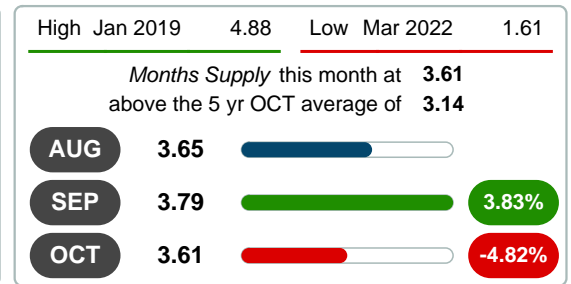 High Jan 2019 4.88 Low Mar 2022 1.61
Months Supply this month at 3.61
above the 5 yr OCT average of 3.14
AUG 3.65
SEP 3.79 3.83%
OCT 3.61 -4.82%